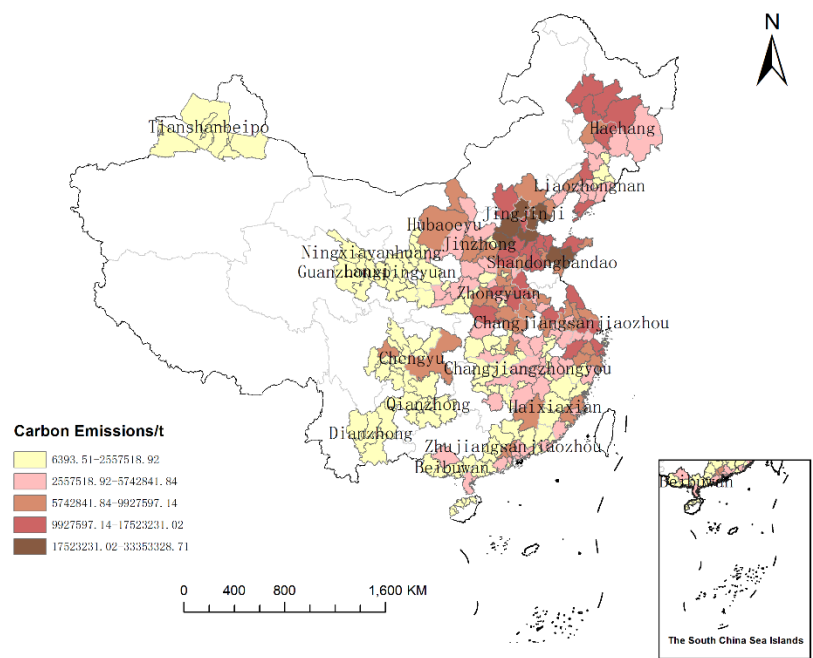 N
Tianshanbeipo
Hachang
Liaozhongnan
Jingjinji
Hubaoeyu
Jinzhong
Ningxiayanhuang
Shandongbandao
Guanzhongpingyuan
Zhongyuan
Changjiangsanjiaozhou
Chengyu
Changjiangzhongyou
Qianzhong
Haixiaxian
Dianzhong
Zhujiangsanjiaozhou
Beibuwan
Carbon Emissions/t
6393.51-2557518.92
2557518.92-5742841.84
5742841.84-9927597.14
9927597.14-17523231.02
17523231.02-33353328.71
0 400 800 1,600 KM
Beibuwan
The South China Sea Islands